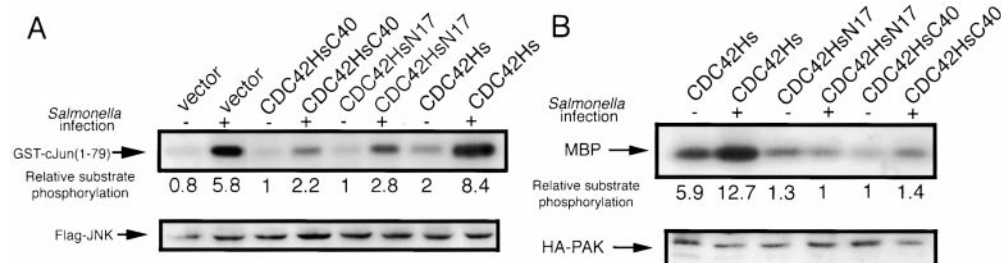 A
vector
vector
CDC42HsC40
CDC42HsC40
CDC42HsN17
CDC42HsN17
CDC42Hs
CDC42Hs
Salmonella
infection
- + - + - + - +
GST-cJun(1-79)
Relative substrate
phosphorylation
0.8 5.8 1 2.2 1 2.8 2 8.4
Flag-JNK
B
CDC42Hs
CDC42Hs
CDC42HsN17
CDC42HsN17
CDC42HsC40
CDC42HsC40
Salmonella
infection
- + - + - +
MBP
Relative substrate
phosphorylation
5.9 12.7 1.3 1 1 1.4
HA-PAK